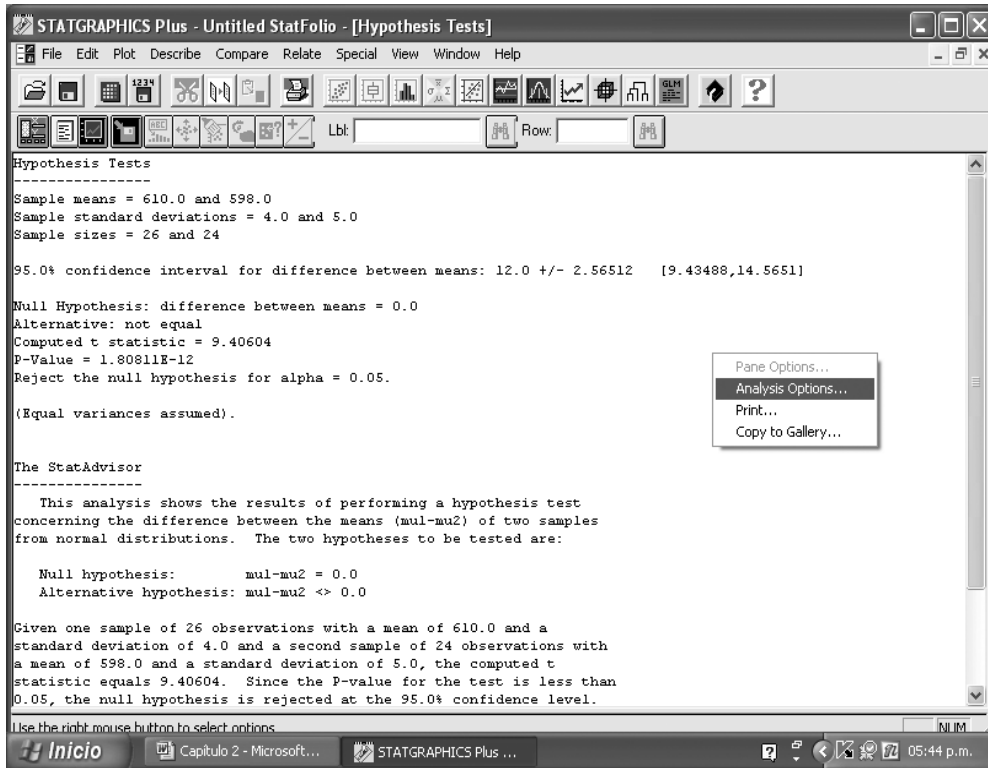 STATGRAPHICS Plus - Untitled StatFolio - [Hypothesis Tests]
File Edit Plot Describe Compare Relate Special View Window Help
1234
GLM
Lbl: Row:
Hypothesis Tests
----------------
Sample means = 610.0 and 598.0
Sample standard deviations = 4.0 and 5.0
Sample sizes = 26 and 24
95.0% confidence interval for difference between means: 12.0 +/- 2.56512 [9.43488,14.5651]
Null Hypothesis: difference between means = 0.0
Alternative: not equal
Computed t statistic = 9.40604
P-Value = 1.80811E-12
Reject the null hypothesis for alpha = 0.05.
(Equal variances assumed).
Pane Options...
Analysis Options...
Print...
Copy to Gallery...
The StatAdvisor
---------------
This analysis shows the results of performing a hypothesis test
concerning the difference between the means (mu1-mu2) of two samples
from normal distributions. The two hypotheses to be tested are:
Null hypothesis: mu1-mu2 = 0.0
Alternative hypothesis: mu1-mu2 <> 0.0
Given one sample of 26 observations with a mean of 610.0 and a
standard deviation of 4.0 and a second sample of 24 observations with
a mean of 598.0 and a standard deviation of 5.0, the computed t
statistic equals 9.40604. Since the P-value for the test is less than
0.05, the null hypothesis is rejected at the 95.0% confidence level.
Use the right mouse button to select options
NUM
Inicio Capítulo 2 - Microsoft... STATGRAPHICS Plus ... 05:44 p.m.